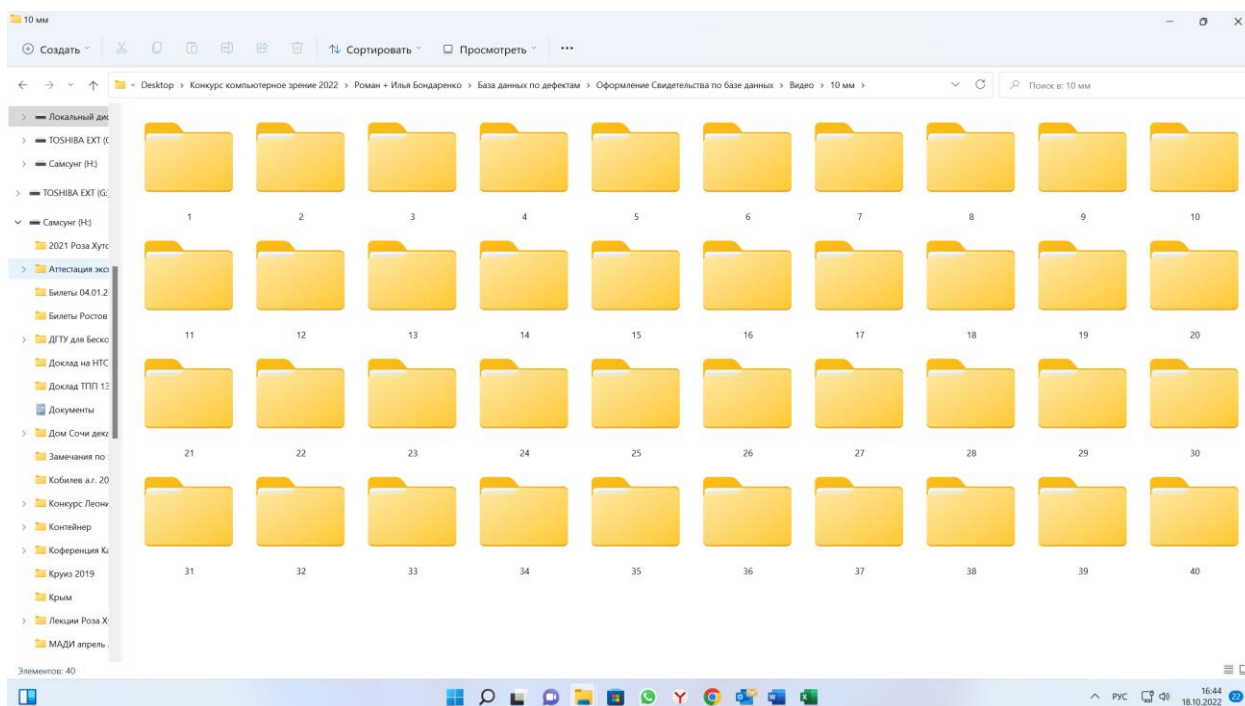 10 мм
Создать
Сортировать
Просмотреть
« Desktop > Конкурс компьютерное зрение 2022 > Роман + Илья Бондаренко > База данных по дефектам > Оформление Свидетельства по базе данных > Видео > 10 мм >
Поиск в: 10 мм
Локальный дис
TOSHIBA EXT (
Самсунг (H:)
TOSHIBA EXT (G:
Самсунг (H:)
2021 Роза Хуто
Аттестация эксп
Билеты 04.01.2
Билеты Ростов
ДГТУ для Беско
Доклад на НТС
Доклад ТПП 13
Документы
Дом Сочи дека
Замечания по
Кобилев а.г. 20
Конкурс Леони
Контейнер
Коференция Ка
Круиз 2019
Крым
Лекции Роза Х
МАДИ апрель
1 2 3 4 5 6 7 8 9 10
11 12 13 14 15 16 17 18 19 20
21 22 23 24 25 26 27 28 29 30
31 32 33 34 35 36 37 38 39 40
Элементов: 40
РУС
16:44
18.10.2022
22